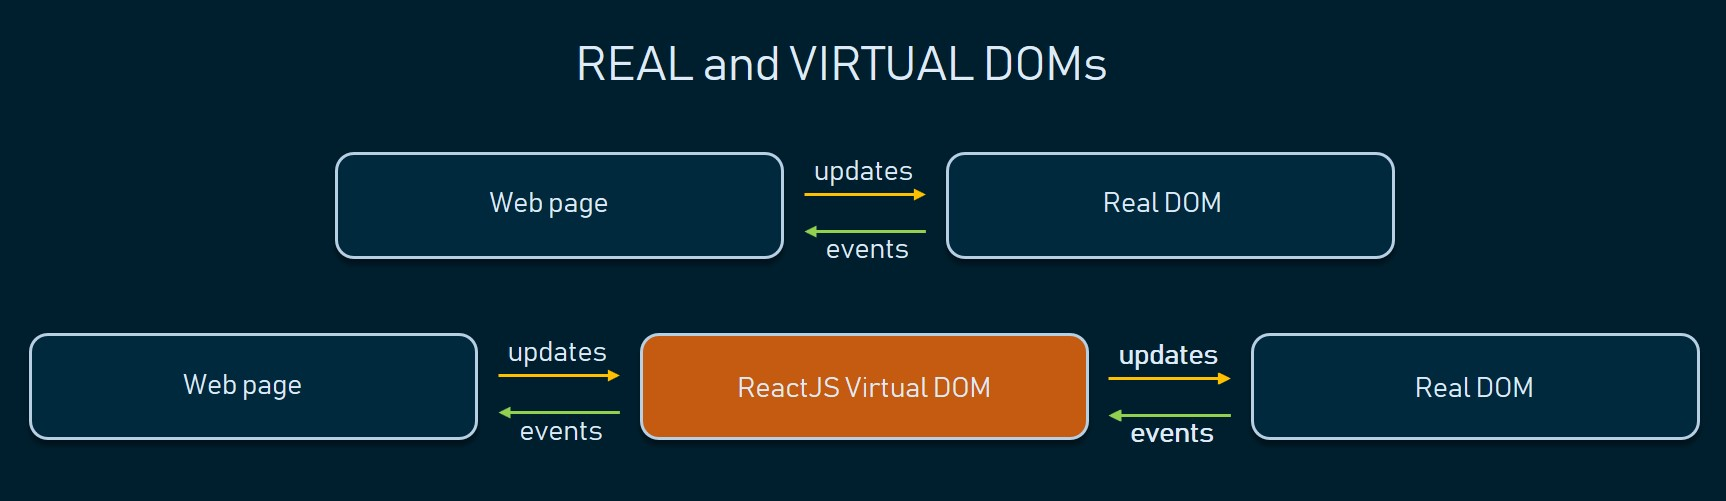 REAL and VIRTUAL DOMs
Web page
updates
events
Real DOM
Web page
updates
events
ReactJS Virtual DOM
updates
events
Real DOM